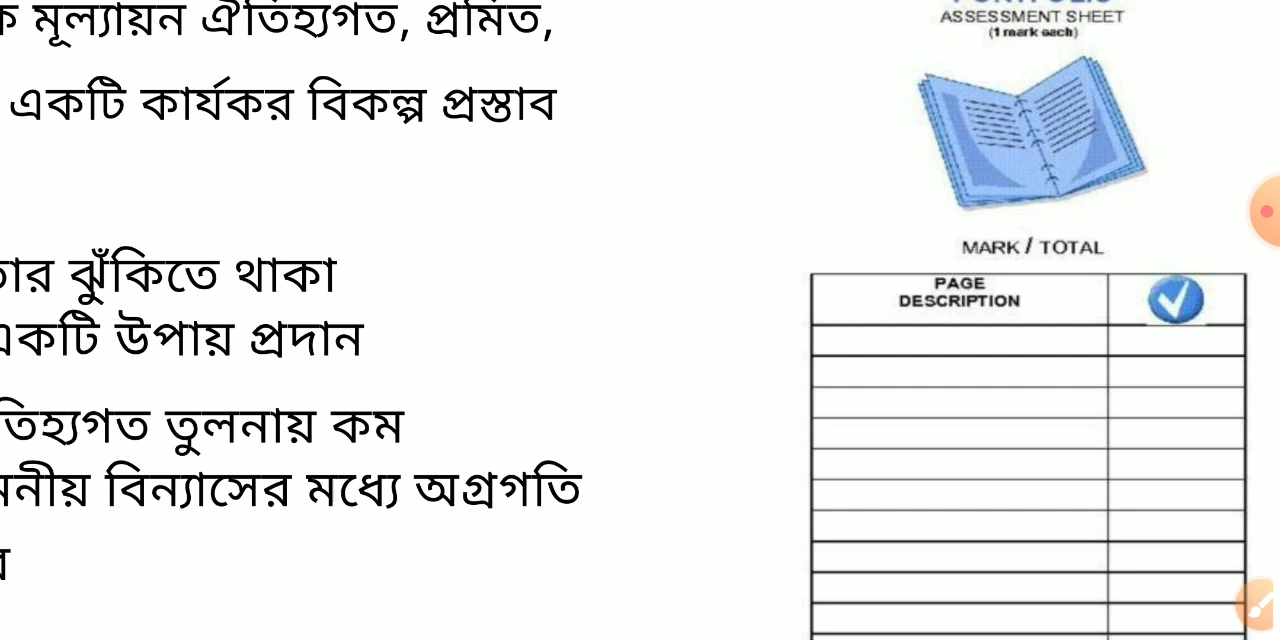 মূল্যায়ন ঐতিহ্যগত, প্রমিত,
একটি কার্যকর বিকল্প প্রস্তাব
ঝুঁকিতে থাকা
একটি উপায় প্রদান
তুলনায় কম
বিন্যাসের মধ্যে অগ্রগতি
ASSESSMENT SHEET
(1 mark each)
MARK / TOTAL
PAGE
DESCRIPTION